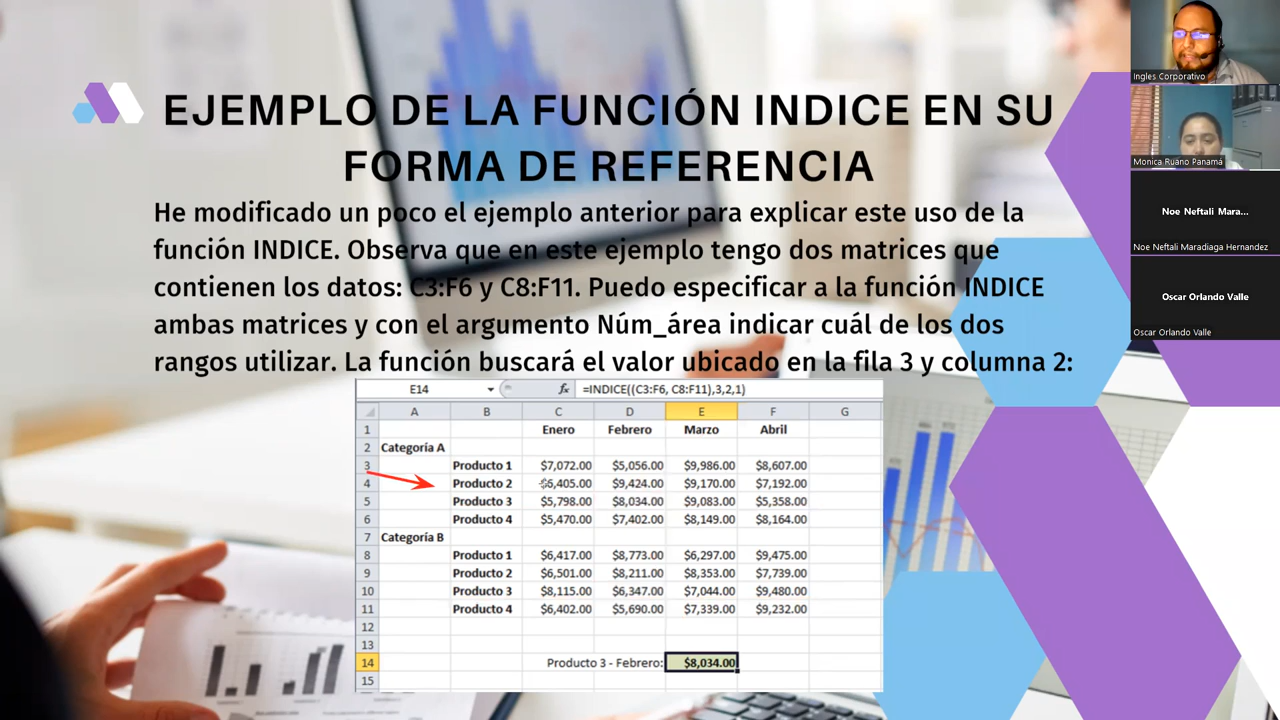 EJEMPLO DE LA FUNCIÓN INDICE EN SU
FORMA DE REFERENCIA
He modificado un poco el ejemplo anterior para explicar este uso de la
función INDICE. Observa que en este ejemplo tengo dos matrices que
contienen los datos: C3:F6 y C8:F11. Puedo especificar a la función INDICE
ambas matrices y con el argumento Núm_área indicar cuál de los dos
rangos utilizar. La función buscará el valor ubicado en la fila 3 y columna 2:
E14 fx =INDICE((C3:F6, C8:F11),3,2,1)
A B C D E F G
1 Enero Febrero Marzo Abril
2 Categoría A
3 Producto 1 $7,072.00 $5,056.00 $9,986.00 $8,607.00
4 Producto 2 $6,405.00 $9,424.00 $9,170.00 $7,192.00
5 Producto 3 $5,798.00 $8,034.00 $9,083.00 $5,358.00
6 Producto 4 $5,470.00 $7,402.00 $8,149.00 $8,164.00
7 Categoría B
8 Producto 1 $6,417.00 $8,773.00 $6,297.00 $9,475.00
9 Producto 2 $6,501.00 $8,211.00 $8,353.00 $7,739.00
10 Producto 3 $8,115.00 $6,347.00 $7,044.00 $9,480.00
11 Producto 4 $6,402.00 $5,690.00 $7,339.00 $9,232.00
12
13
14 Producto 3 - Febrero: $8,034.00
15
Ingles Corporativo
Monica Ruano Panamá
Noe Neftali Mara...
Noe Neftali Maradiaga Hernandez
Oscar Orlando Valle
Oscar Orlando Valle